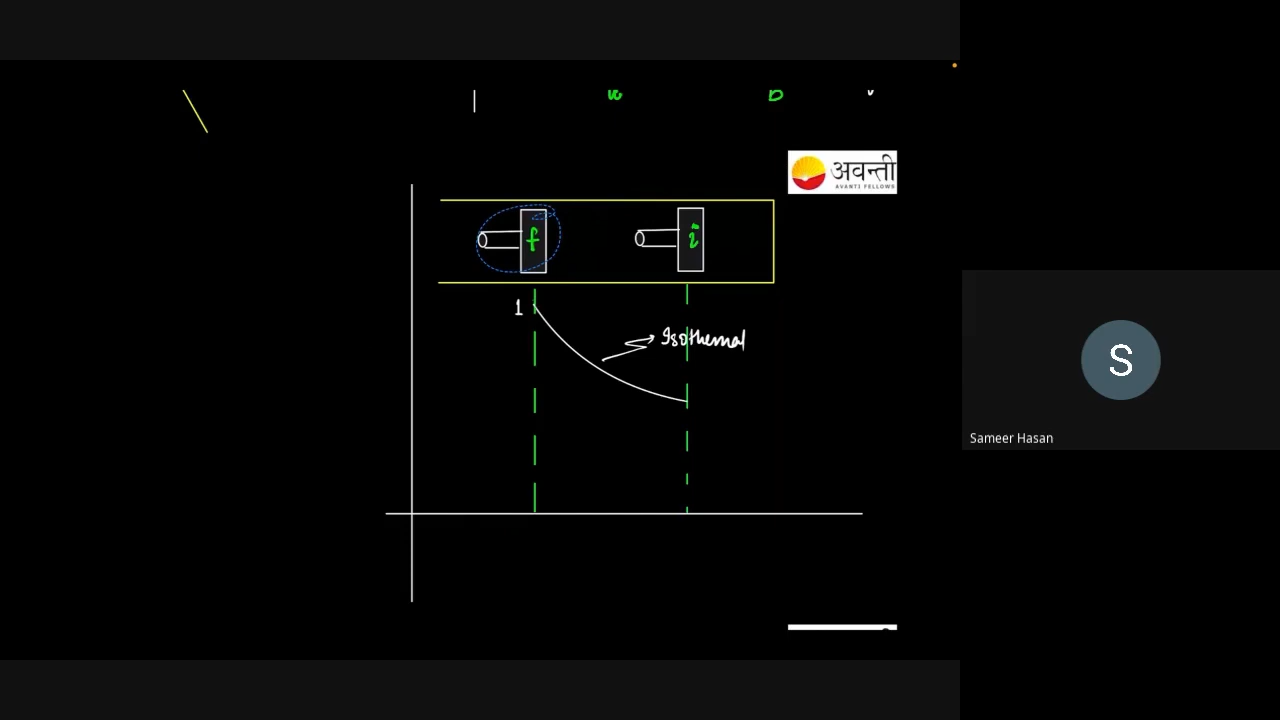 अवन्ती
AVANTI FELLOWS
f
i
1
Isothermal
S
Sameer Hasan